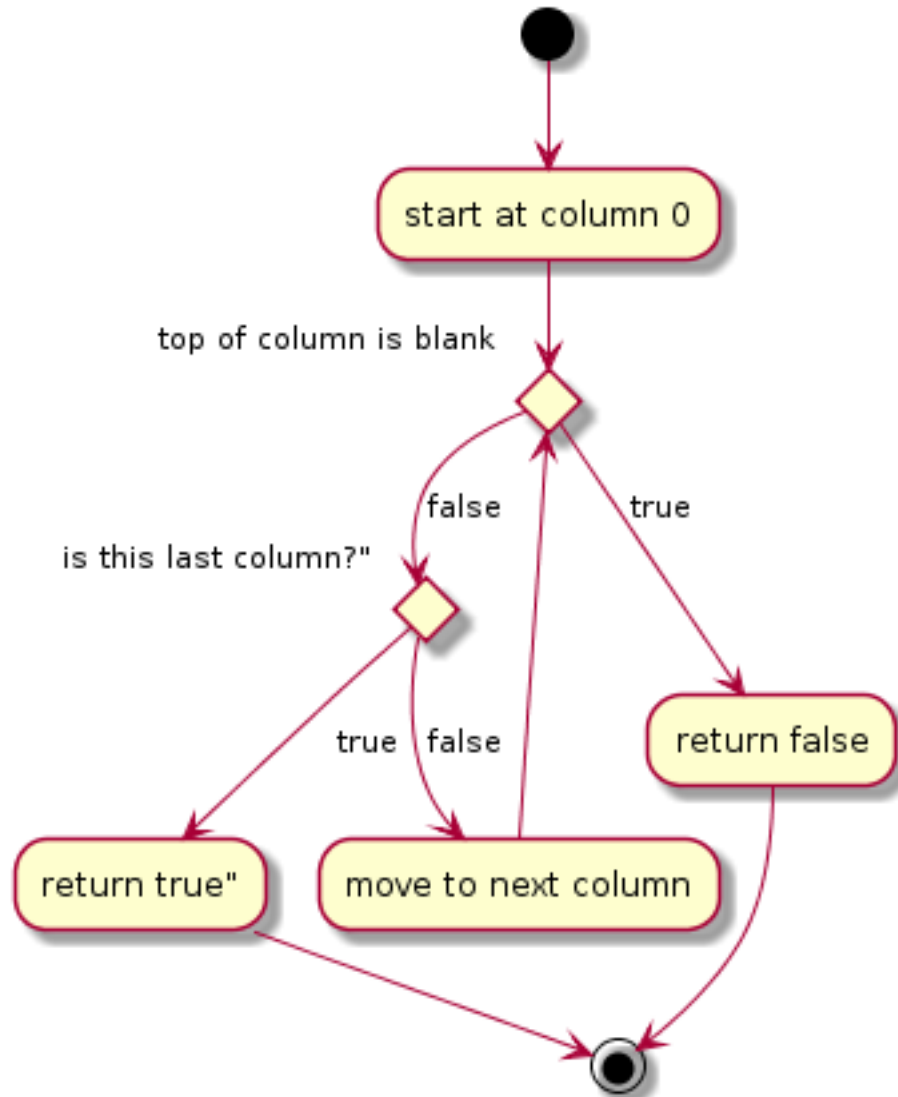 start at column 0
top of column is blank
false
true
is this last column?"
return false
true
false
return true"
move to next column